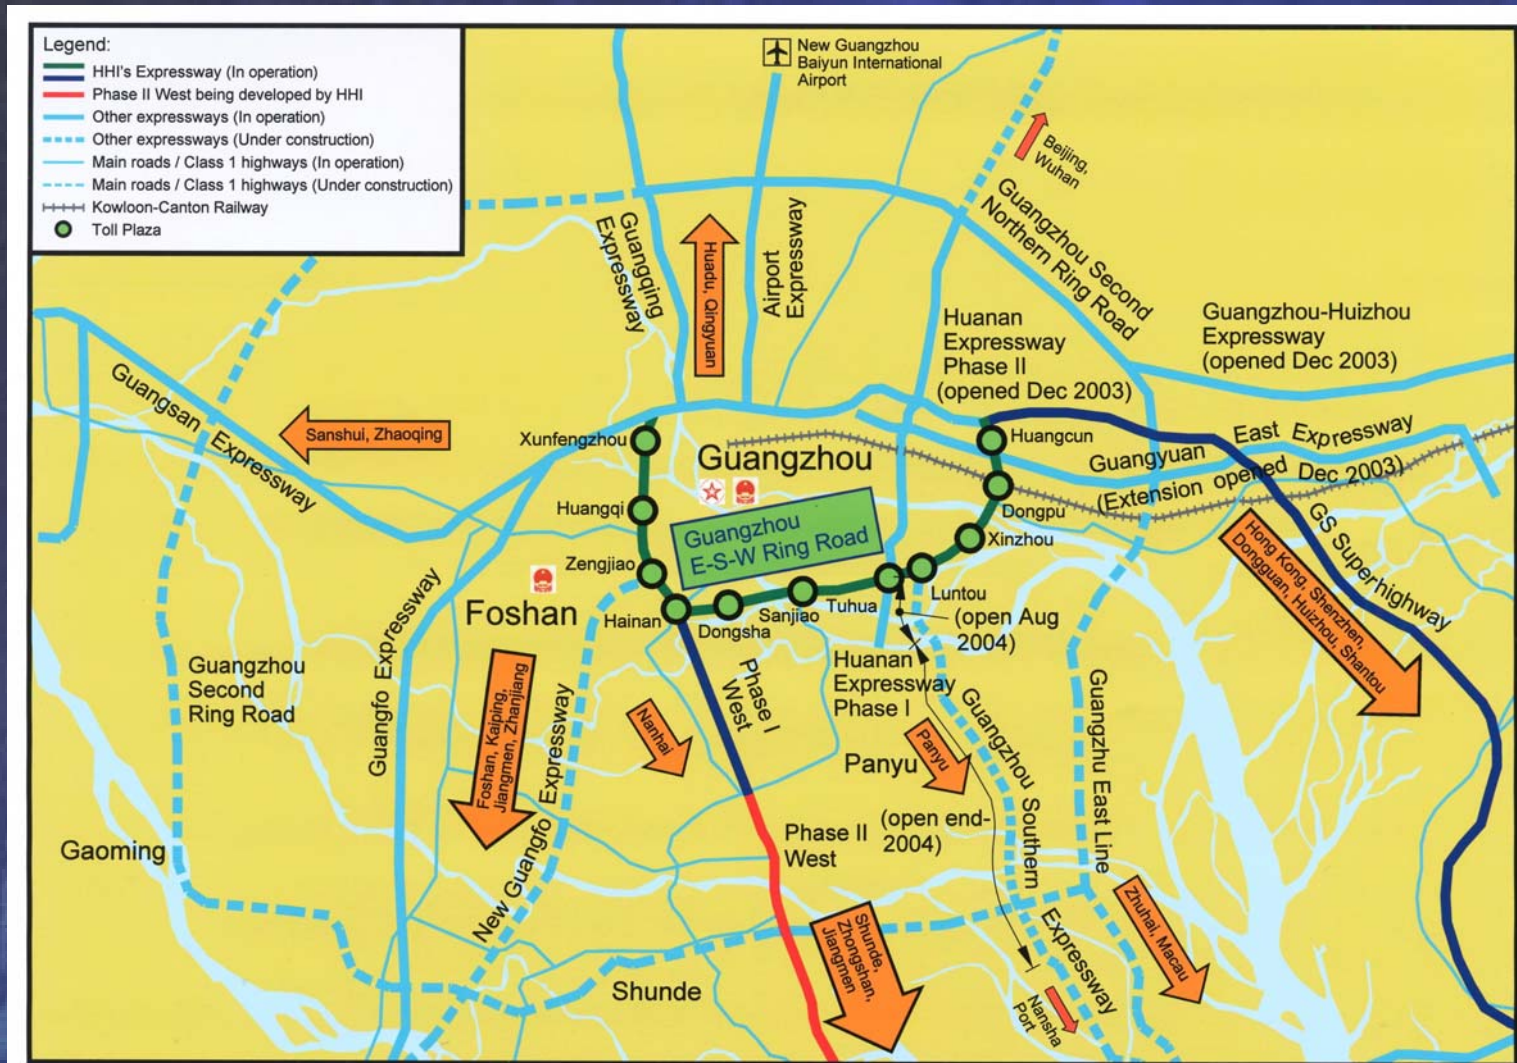 Legend:
HHI's Expressway (In operation)
Phase II West being developed by HHI
Other expressways (In operation)
Other expressways (Under construction)
Main roads / Class 1 highways (In operation)
Main roads / Class 1 highways (Under construction)
Kowloon-Canton Railway
Toll Plaza
New Guangzhou
Baiyun International
Airport
Beijing,
Wuhan
Guangzhou Second
Northern Ring Road
Guangqing
Expressway
Huadu, Qingyuan
Airport
Expressway
Huanan
Expressway
Phase II
(opened Dec 2003)
Guangzhou-Huizhou
Expressway
(opened Dec 2003)
Guangsan Expressway
Sanshui, Zhaoqing
Xunfengzhou
Guangzhou
Huangcun
Guangyuan East Expressway
(Extension opened Dec 2003)
Huangqi
Dongpu
Guangzhou
E-S-W Ring Road
Xinzhou
GS Superhighway
Hong Kong, Shenzhen,
Dongguan, Huizhou, Shantou
Zengjiao
Foshan
Hainan
Dongsha
Sanjiao
Tuhua
Luntou
(open Aug
2004)
Guangfo Expressway
Guangzhou
Second
Ring Road
Foshan, Kaiping,
Jiangmen, Zhanjiang
New Guangfo Expressway
Nanhai
Phase I
West
Huanan
Expressway
Phase I
Panyu
Panyu
Guangzhou Southern Expressway
Guangzhu East Line
Gaoming
Phase II
West
(open end-
2004)
Shunde,
Zhongshan,
Jiangmen
Zhuhai, Macau
Shunde
Nansha
Port